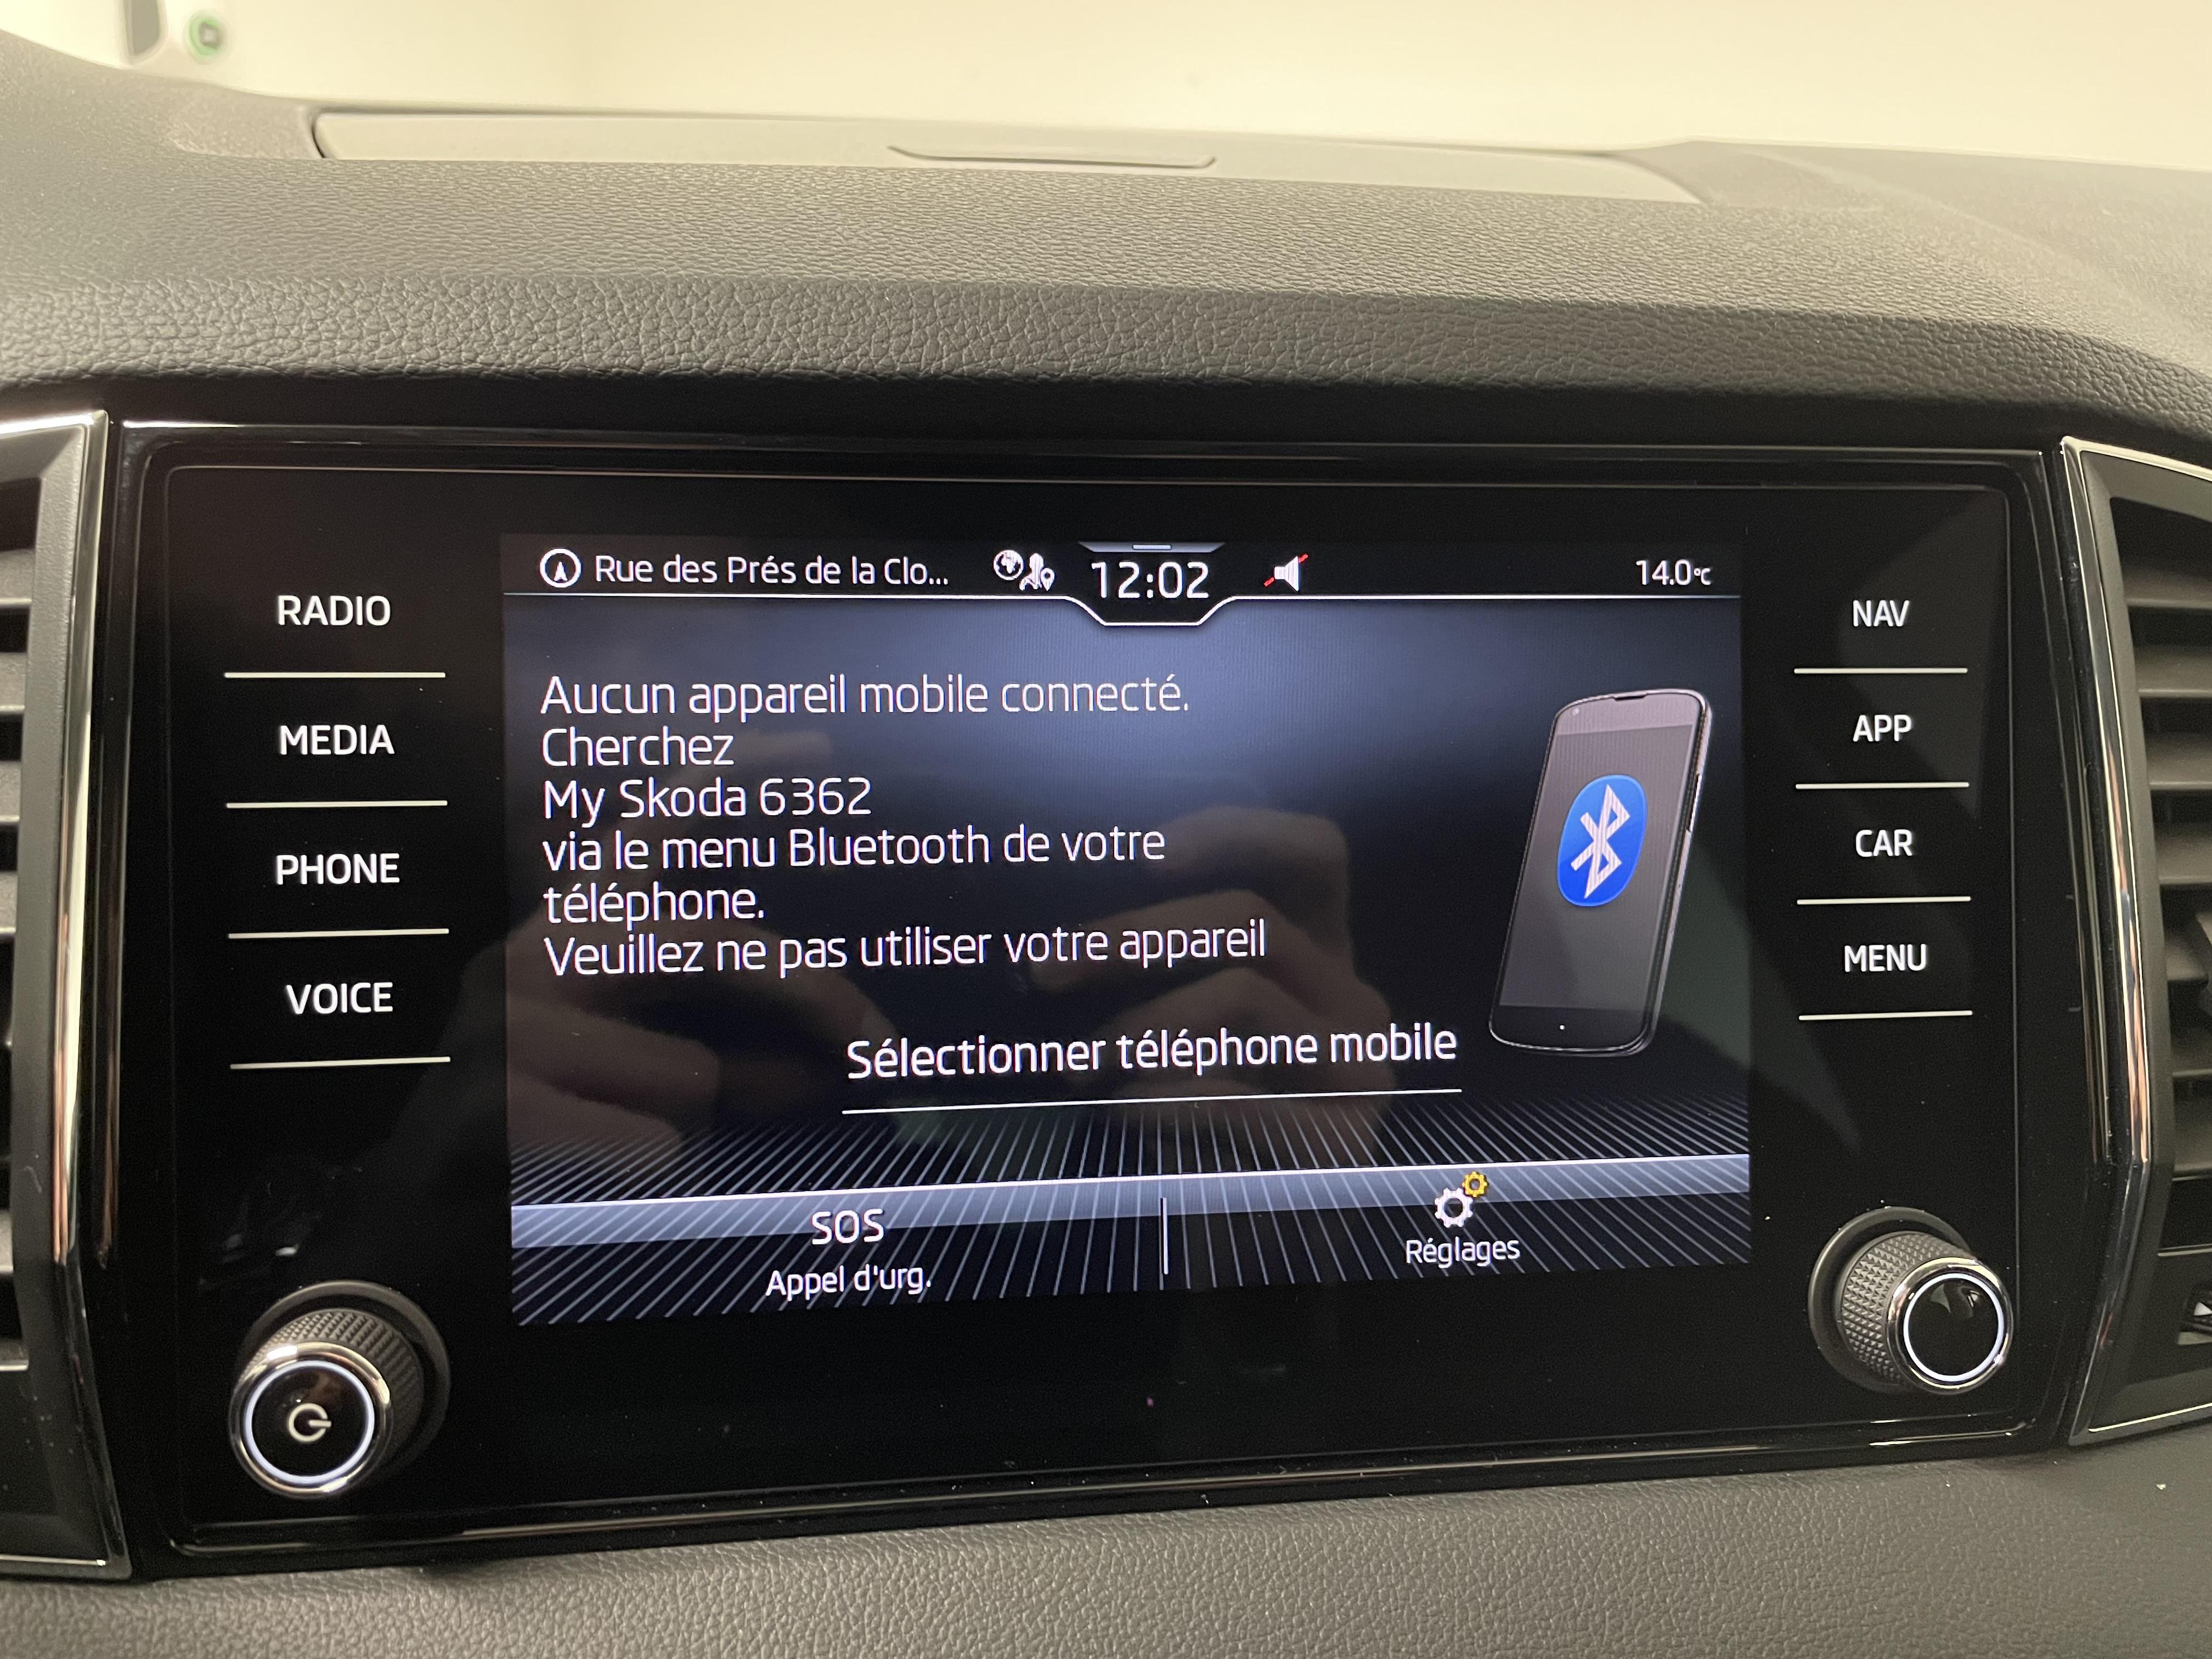 Rue des Prés de la Clo...
12:02
14.0°C
RADIO
MEDIA
PHONE
VOICE
Aucun appareil mobile connecté.
Cherchez
My Skoda 6362
via le menu Bluetooth de votre
téléphone.
Veuillez ne pas utiliser votre appareil
Sélectionner téléphone mobile
SOS
Appel d'urg.
Réglages
NAV
APP
CAR
MENU